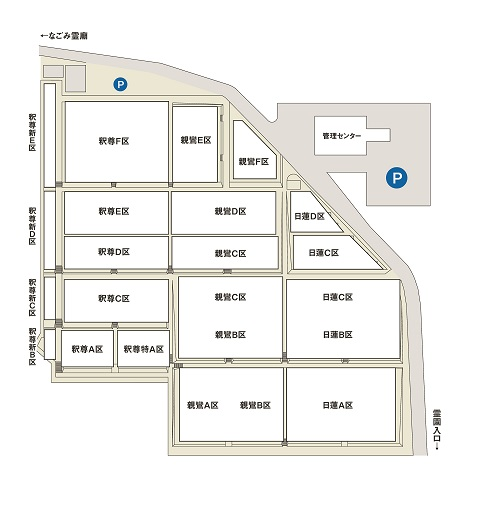 ←なごみ霊廟
P
釈尊新E区
釈尊F区
親鸞E区
親鸞F区
管理センター
P
釈尊新D区
釈尊E区
親鸞D区
日蓮D区
釈尊D区
親鸞C区
日蓮C区
釈尊新C区
釈尊C区
親鸞C区
日蓮C区
釈尊新B区
親鸞B区
日蓮B区
釈尊A区
釈尊特A区
親鸞A区
親鸞B区
日蓮A区
霊園入口→